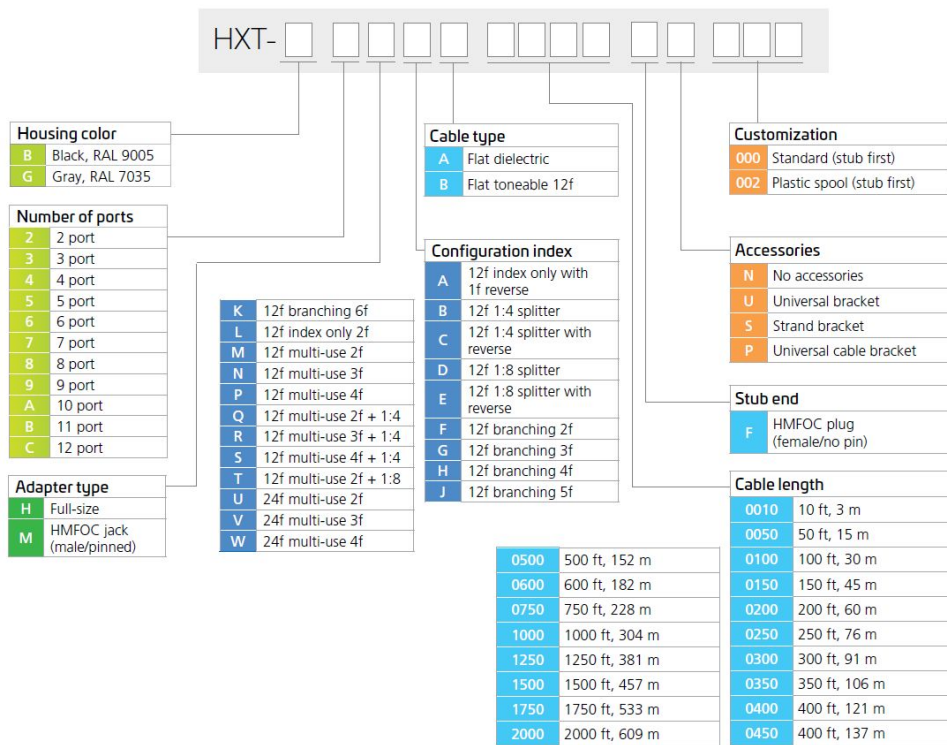 HXT-
Housing color
B Black, RAL 9005
G Gray, RAL 7035
Number of ports
2 2 port
3 3 port
4 4 port
5 5 port
6 6 port
7 7 port
8 8 port
9 9 port
A 10 port
B 11 port
C 12 port
Adapter type
H Full-size
M HMFOC jack
(male/pinned)
K 12f branching 6f
L 12f index only 2f
M 12f multi-use 2f
N 12f multi-use 3f
P 12f multi-use 4f
Q 12f multi-use 2f + 1:4
R 12f multi-use 3f + 1:4
S 12f multi-use 4f + 1:4
T 12f multi-use 2f + 1:8
U 24f multi-use 2f
V 24f multi-use 3f
W 24f multi-use 4f
Cable type
A Flat dielectric
B Flat toneable 12f
Configuration index
A 12f index only with
1f reverse
B 12f 1:4 splitter
C 12f 1:4 splitter with
reverse
D 12f 1:8 splitter
E 12f 1:8 splitter with
reverse
F 12f branching 2f
G 12f branching 3f
H 12f branching 4f
J 12f branching 5f
0500 500 ft, 152 m
0600 600 ft, 182 m
0750 750 ft, 228 m
1000 1000 ft, 304 m
1250 1250 ft, 381 m
1500 1500 ft, 457 m
1750 1750 ft, 533 m
2000 2000 ft, 609 m
Customization
000 Standard (stub first)
002 Plastic spool (stub first)
Accessories
N No accessories
U Universal bracket
S Strand bracket
P Universal cable bracket
Stub end
F HMFOC plug
(female/no pin)
Cable length
0010 10 ft, 3 m
0050 50 ft, 15 m
0100 100 ft, 30 m
0150 150 ft, 45 m
0200 200 ft, 60 m
0250 250 ft, 76 m
0300 300 ft, 91 m
0350 350 ft, 106 m
0400 400 ft, 121 m
0450 400 ft, 137 m